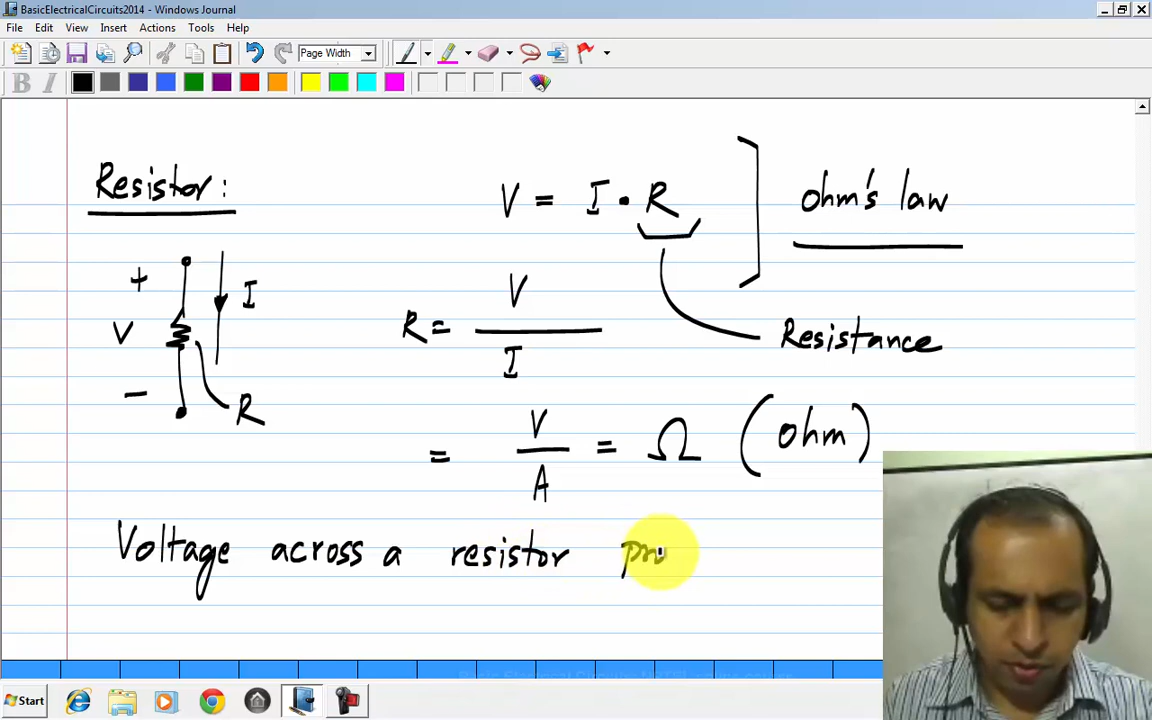 BasicElectricalCircuits2014 - Windows Journal
File Edit View Insert Actions Tools Help
Page Width
B I
Resistor:
V = I · R
ohm's law
+
I
V
R = V / I
Resistance
−
R
= V / A = Ω (ohm)
Voltage across a resistor pro
Start